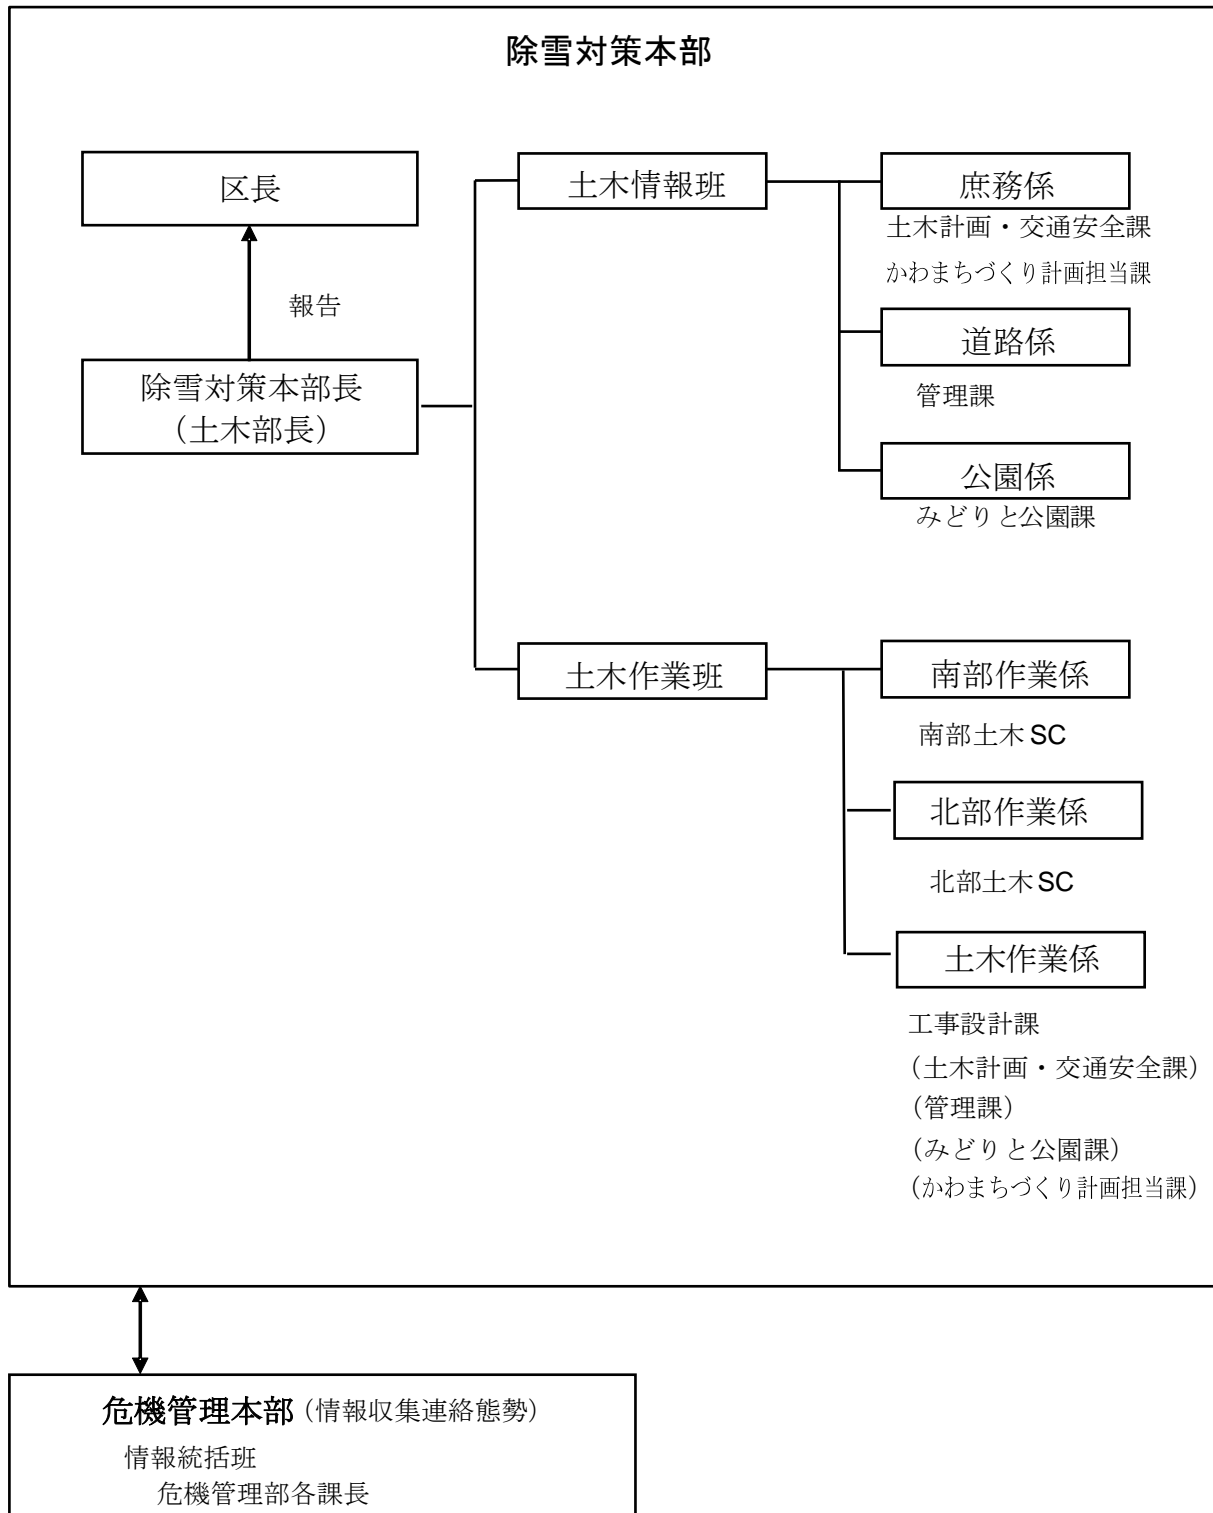 除雪対策本部
区長
報告
除雪対策本部長
（土木部長）
土木情報班
庶務係
土木計画・交通安全課
かわまちづくり計画担当課
道路係
管理課
公園係
みどりと公園課
土木作業班
南部作業係
南部土木 SC
北部作業係
北部土木 SC
土木作業係
工事設計課
（土木計画・交通安全課）
（管理課）
（みどりと公園課）
（かわまちづくり計画担当課）
危機管理本部（情報収集連絡態勢）
情報統括班
危機管理部各課長